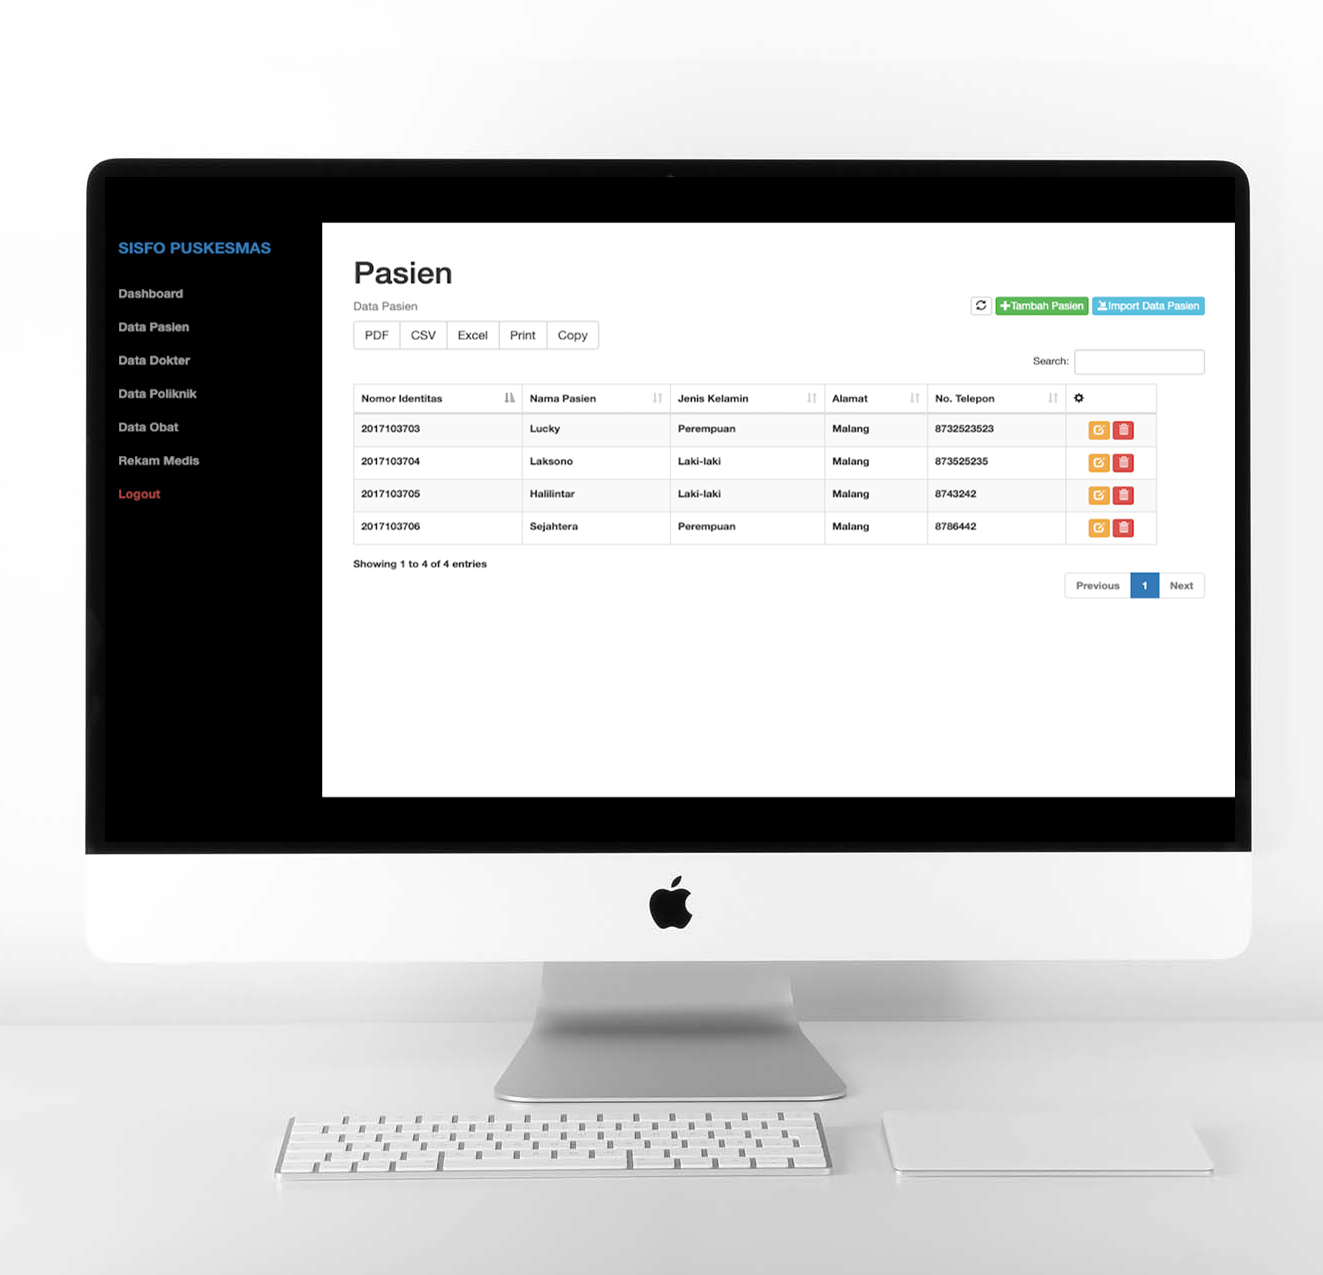 SISFO PUSKESMAS
Dashboard
Data Pasien
Data Dokter
Data Poliknik
Data Obat
Rekam Medis
Logout
Pasien
Data Pasien
Tambah Pasien Import Data Pasien
PDF CSV Excel Print Copy
Search:
Nomor Identitas Nama Pasien Jenis Kelamin Alamat No. Telepon
2017103703 Lucky Perempuan Malang 8732523523
2017103704 Laksono Laki-laki Malang 873525235
2017103705 Halilintar Laki-laki Malang 8743242
2017103706 Sejahtera Perempuan Malang 8786442
Showing 1 to 4 of 4 entries
Previous 1 Next